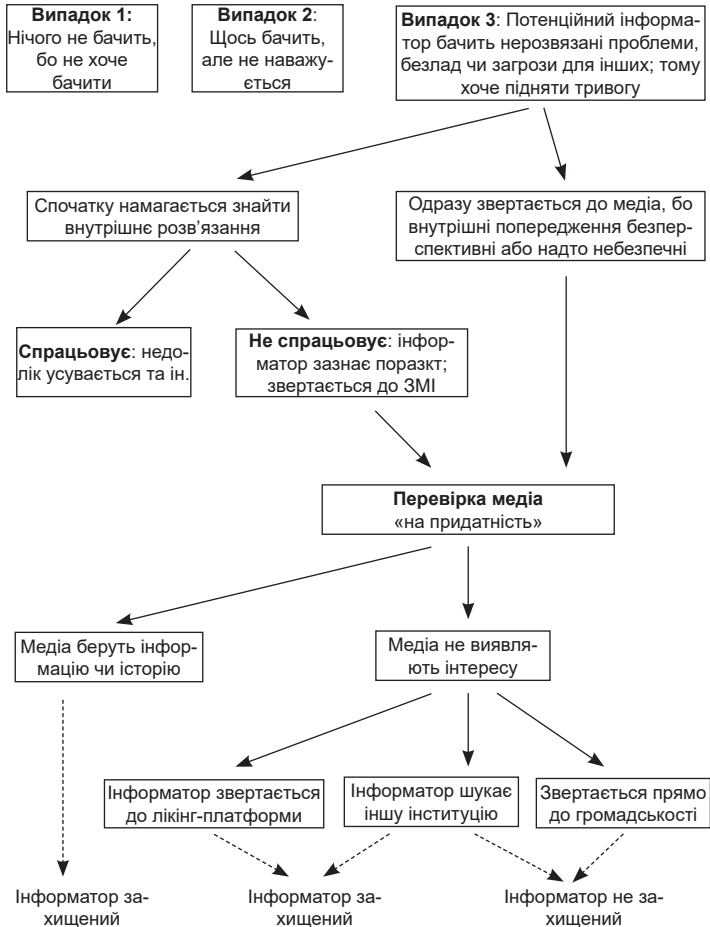 Випадок 1:
Нічого не бачить,
бо не хоче
бачити
Випадок 2:
Щось бачить,
але не наважу-
ється
Випадок 3: Потенційний інформа-
тор бачить нерозвязані проблеми,
безлад чи загрози для інших; тому
хоче підняти тривогу
Спочатку намагається знайти
внутрішнє розв’язання
Одразу звертається до медіа, бо
внутрішні попередження безпер-
спективні або надто небезпечні
Спрацьовує: недо-
лік усувається та ін.
Не спрацьовує: інфор-
матор зазнає поразкт;
звертається до ЗМІ
Перевірка медіа
«на придатність»
Медіа беруть інфор-
мацію чи історію
Медіа не виявля-
ють інтересу
Інформатор звертається
до лікінг-платформи
Інформатор шукає
іншу інституцію
Звертається прямо
до громадськості
Інформатор за-
хищений
Інформатор за-
хищений
Інформатор не за-
хищений